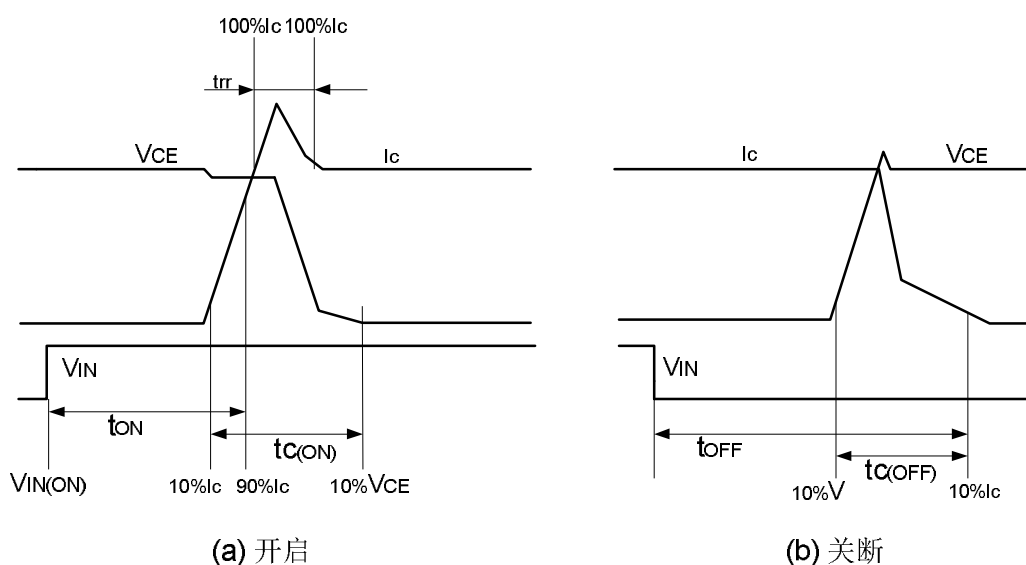 100%Ic 100%Ic
trr
VCE Ic
VIN
tON
tC(ON)
VIN(ON) 10%Ic 90%Ic 10%VCE
(a) 开启
Ic VCE
VIN
tOFF
tC(OFF)
10%V 10%Ic
(b) 关断